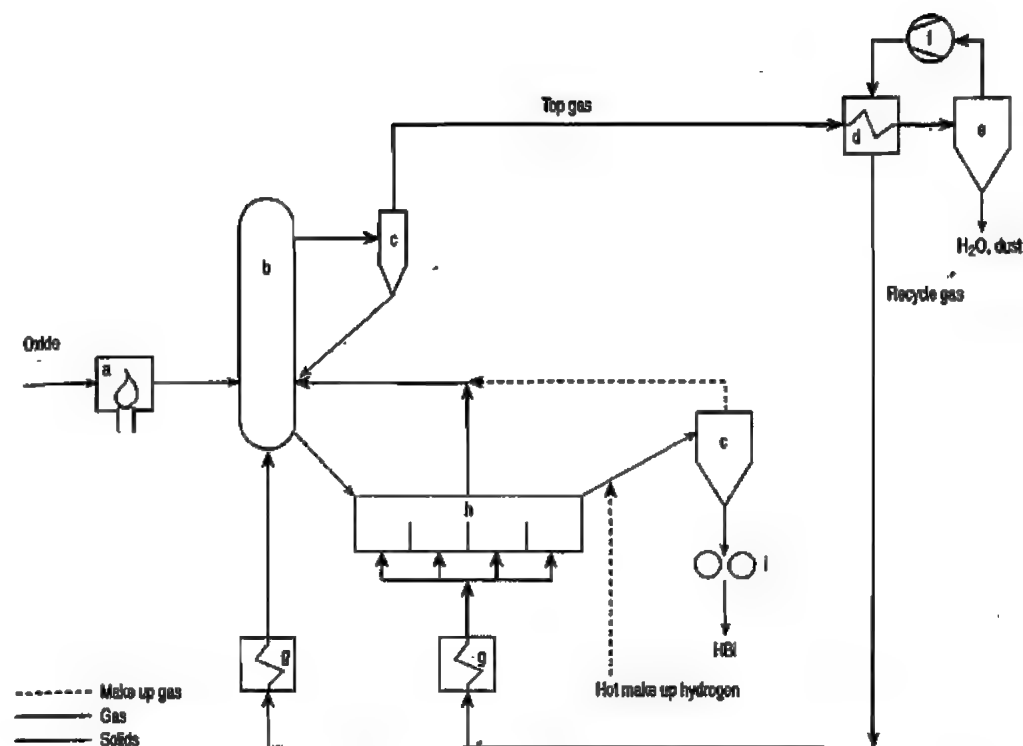 f
Top gas
d
e
c
b
H₂O, dust
Recycle gas
Oxide
a
c
h
i
HBI
g
g
Hot make up hydrogen
Make up gas
Gas
Solids